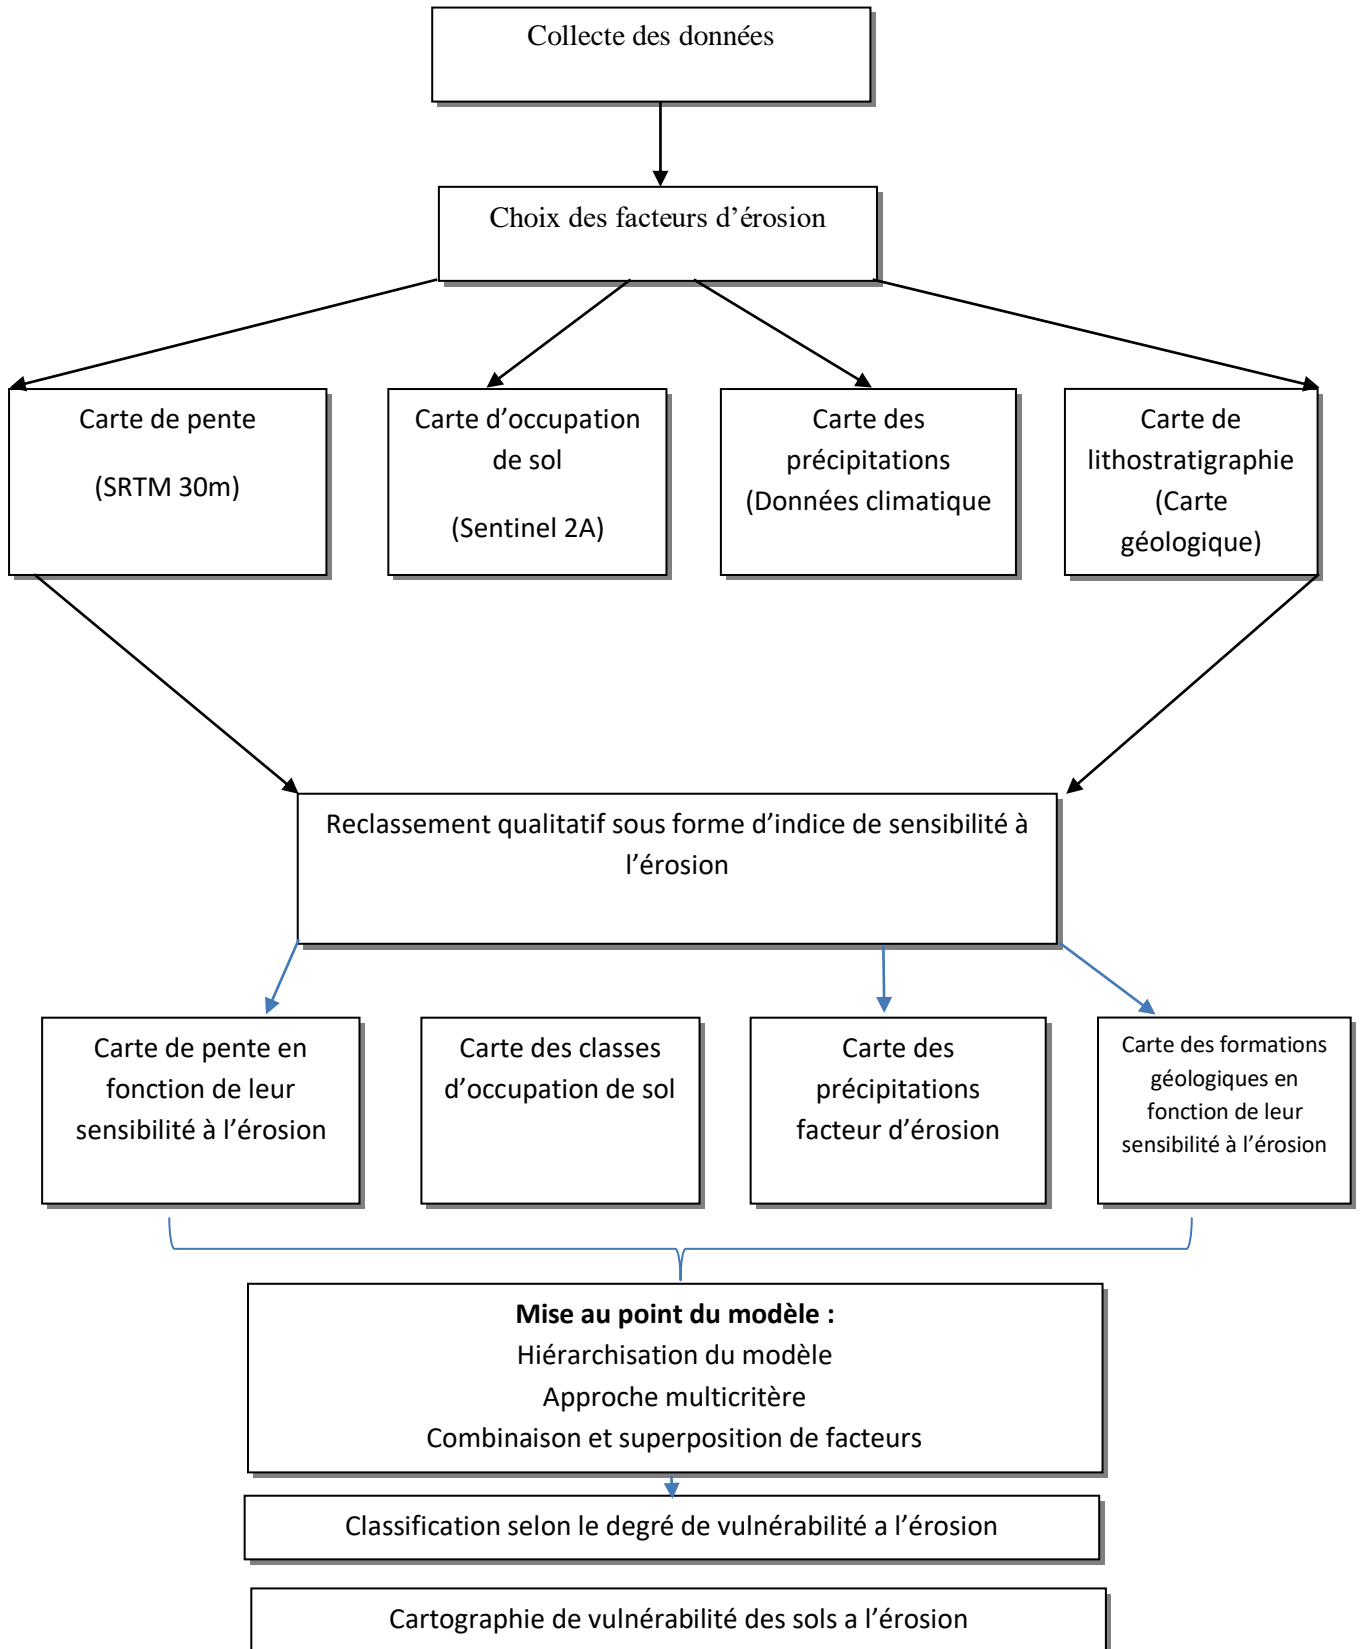 Collecte des données
Choix des facteurs d’érosion
Carte de pente
(SRTM 30m)
Carte d’occupation
de sol
(Sentinel 2A)
Carte des
précipitations
(Données climatique
Carte de
lithostratigraphie
(Carte
géologique)
Reclassement qualitatif sous forme d’indice de sensibilité à
l’érosion
Carte de pente en
fonction de leur
sensibilité à l’érosion
Carte des classes
d’occupation de sol
Carte des
précipitations
facteur d’érosion
Carte des formations
géologiques en
fonction de leur
sensibilité à l’érosion
Mise au point du modèle :
Hiérarchisation du modèle
Approche multicritère
Combinaison et superposition de facteurs
Classification selon le degré de vulnérabilité a l’érosion
Cartographie de vulnérabilité des sols a l’érosion